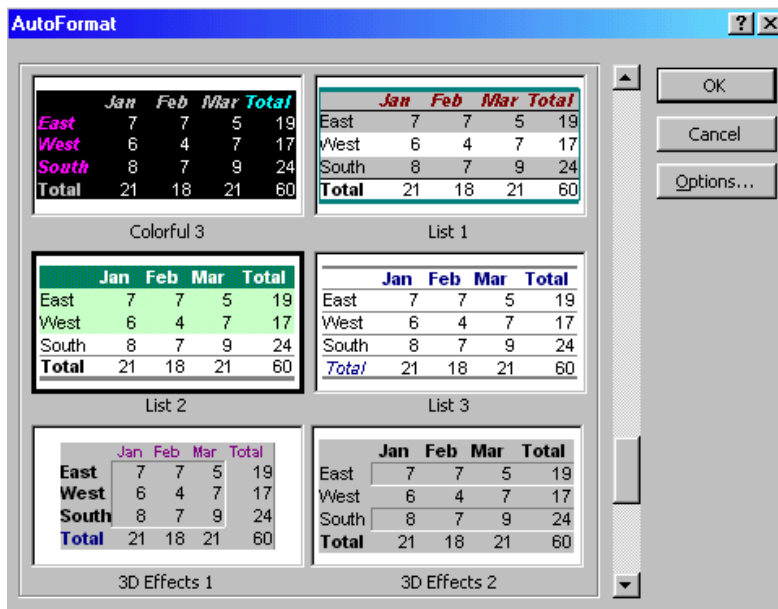 AutoFormat
Jan Feb Mar Total
East 7 7 5 19
West 6 4 7 17
South 8 7 9 24
Total 21 18 21 60
Colorful 3
Jan Feb Mar Total
East 7 7 5 19
West 6 4 7 17
South 8 7 9 24
Total 21 18 21 60
List 1
Jan Feb Mar Total
East 7 7 5 19
West 6 4 7 17
South 8 7 9 24
Total 21 18 21 60
List 2
Jan Feb Mar Total
East 7 7 5 19
West 6 4 7 17
South 8 7 9 24
Total 21 18 21 60
List 3
Jan Feb Mar Total
East 7 7 5 19
West 6 4 7 17
South 8 7 9 24
Total 21 18 21 60
3D Effects 1
Jan Feb Mar Total
East 7 7 5 19
West 6 4 7 17
South 8 7 9 24
Total 21 18 21 60
3D Effects 2
OK
Cancel
Options...